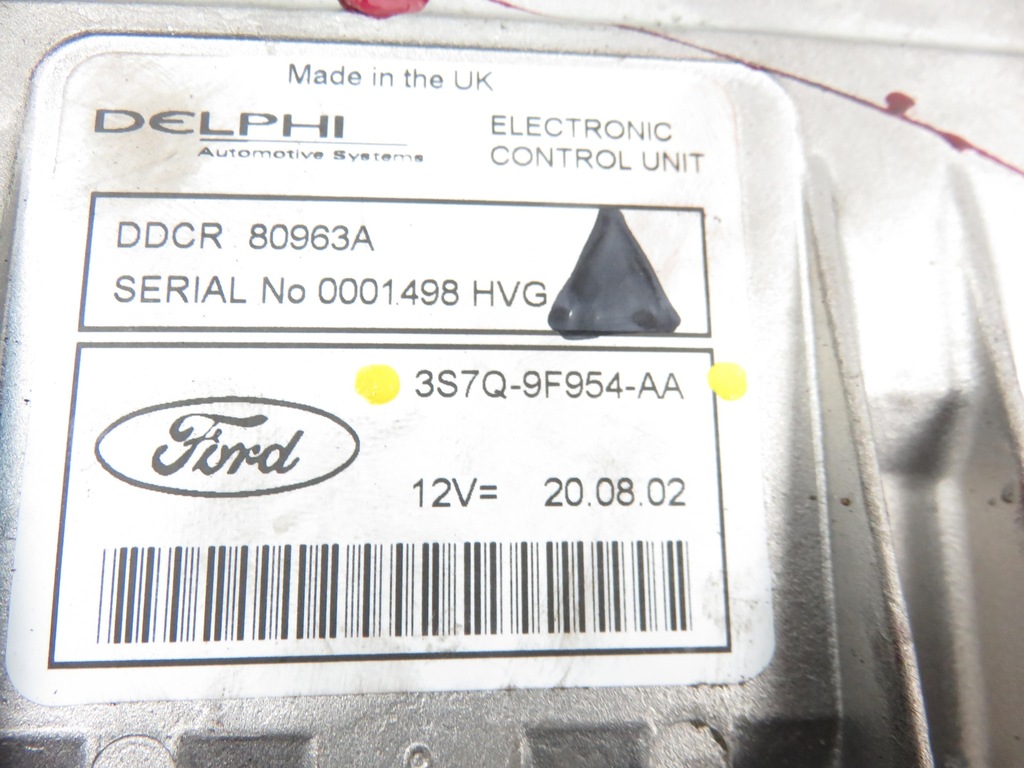 Made in the UK
DELPHI
Automotive Systems
ELECTRONIC
CONTROL UNIT
DDCR 80963A
SERIAL No 0001498 HVG
3S7Q-9F954-AA
Ford
12V= 20.08.02